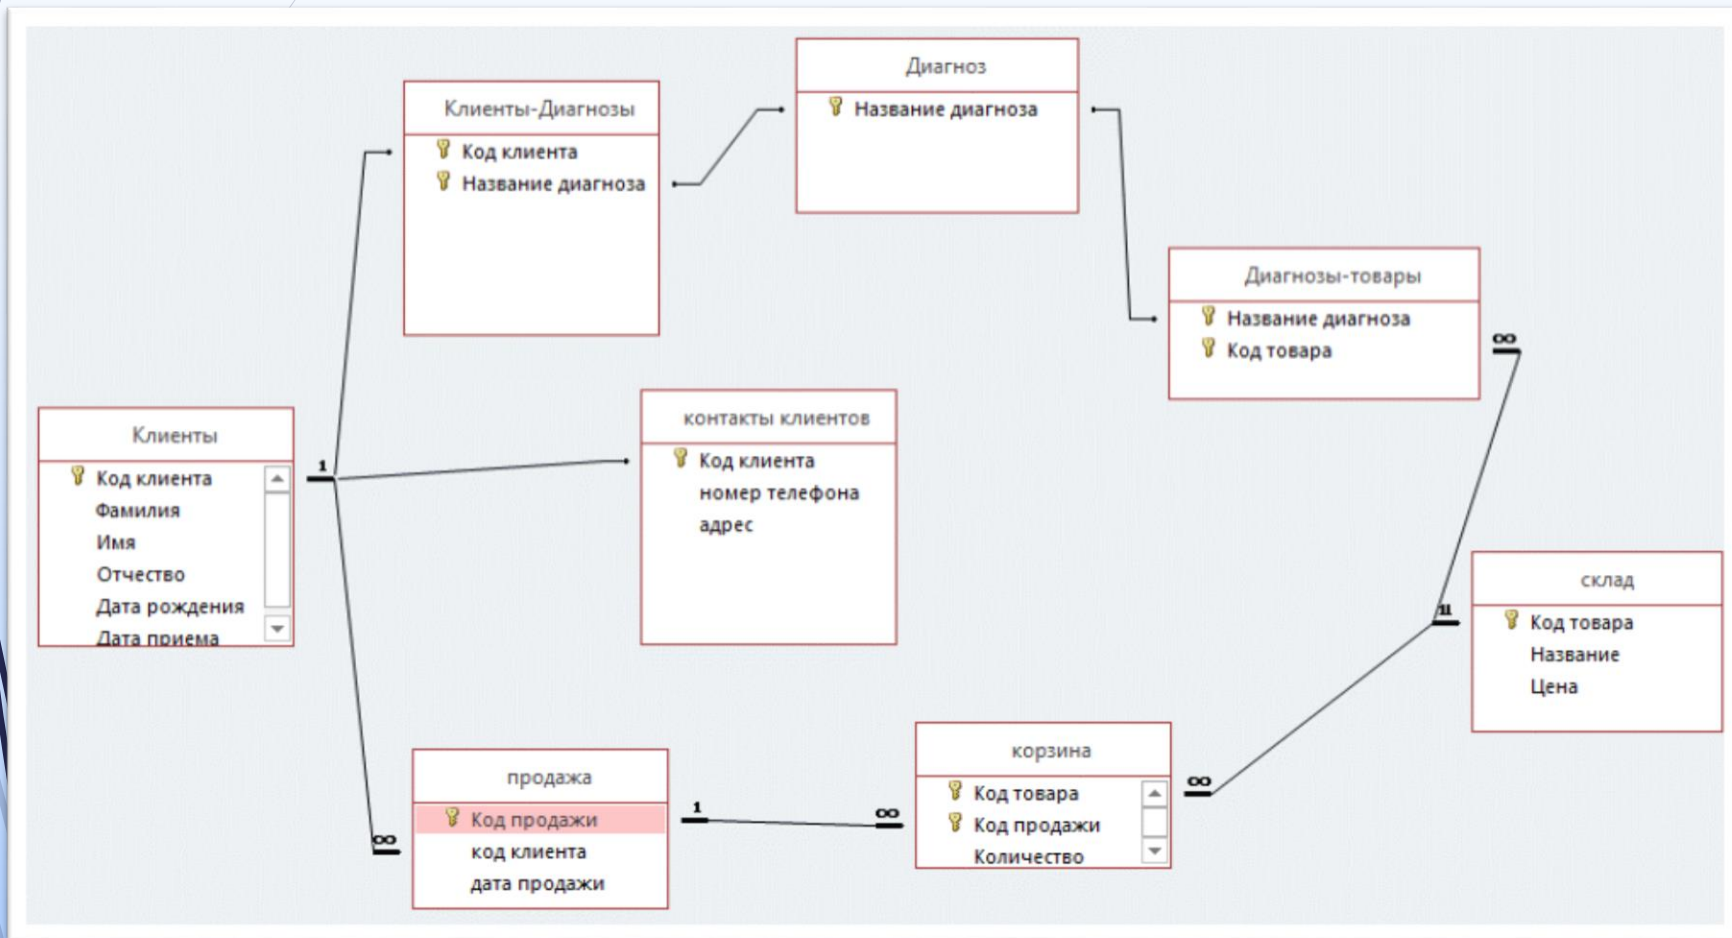 Диагноз
Название диагноза
Клиенты-Диагнозы
Код клиента
Название диагноза
Диагнозы-товары
Название диагноза
Код товара
∞
контакты клиентов
Код клиента
номер телефона
адрес
Клиенты
Код клиента
Фамилия
Имя
Отчество
Дата рождения
Дата приема
1
склад
Код товара
Название
Цена
11
продажа
Код продажи
код клиента
дата продажи
∞
1
∞
корзина
Код товара
Код продажи
Количество
∞